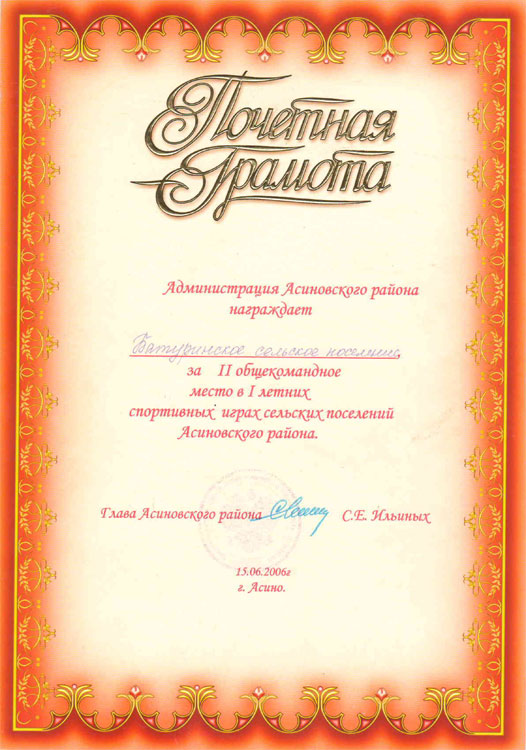 Почетная
Грамота
Администрация Асиновского района
награждает
Батуринское сельское поселение
за II общекомандное
место в I летних
спортивных играх сельских поселений
Асиновского района.
Глава Асиновского района С.Е. Ильиных
15.06.2006г
г. Асино.